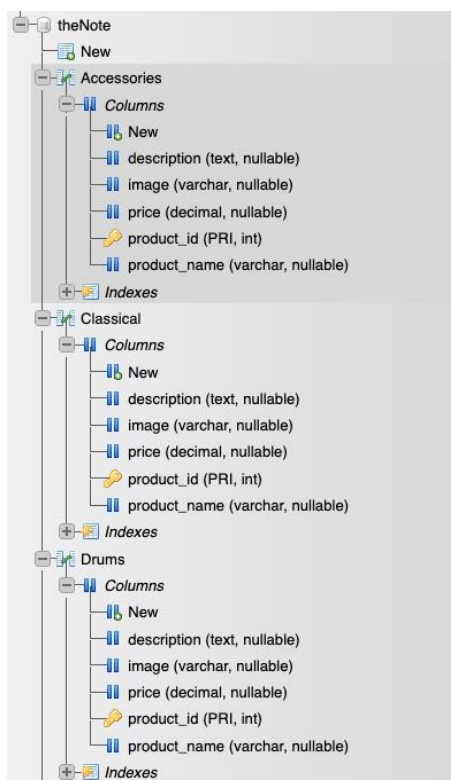 theNote
New
Accessories
Columns
New
description (text, nullable)
image (varchar, nullable)
price (decimal, nullable)
product_id (PRI, int)
product_name (varchar, nullable)
Indexes
Classical
Columns
New
description (text, nullable)
image (varchar, nullable)
price (decimal, nullable)
product_id (PRI, int)
product_name (varchar, nullable)
Indexes
Drums
Columns
New
description (text, nullable)
image (varchar, nullable)
price (decimal, nullable)
product_id (PRI, int)
product_name (varchar, nullable)
Indexes